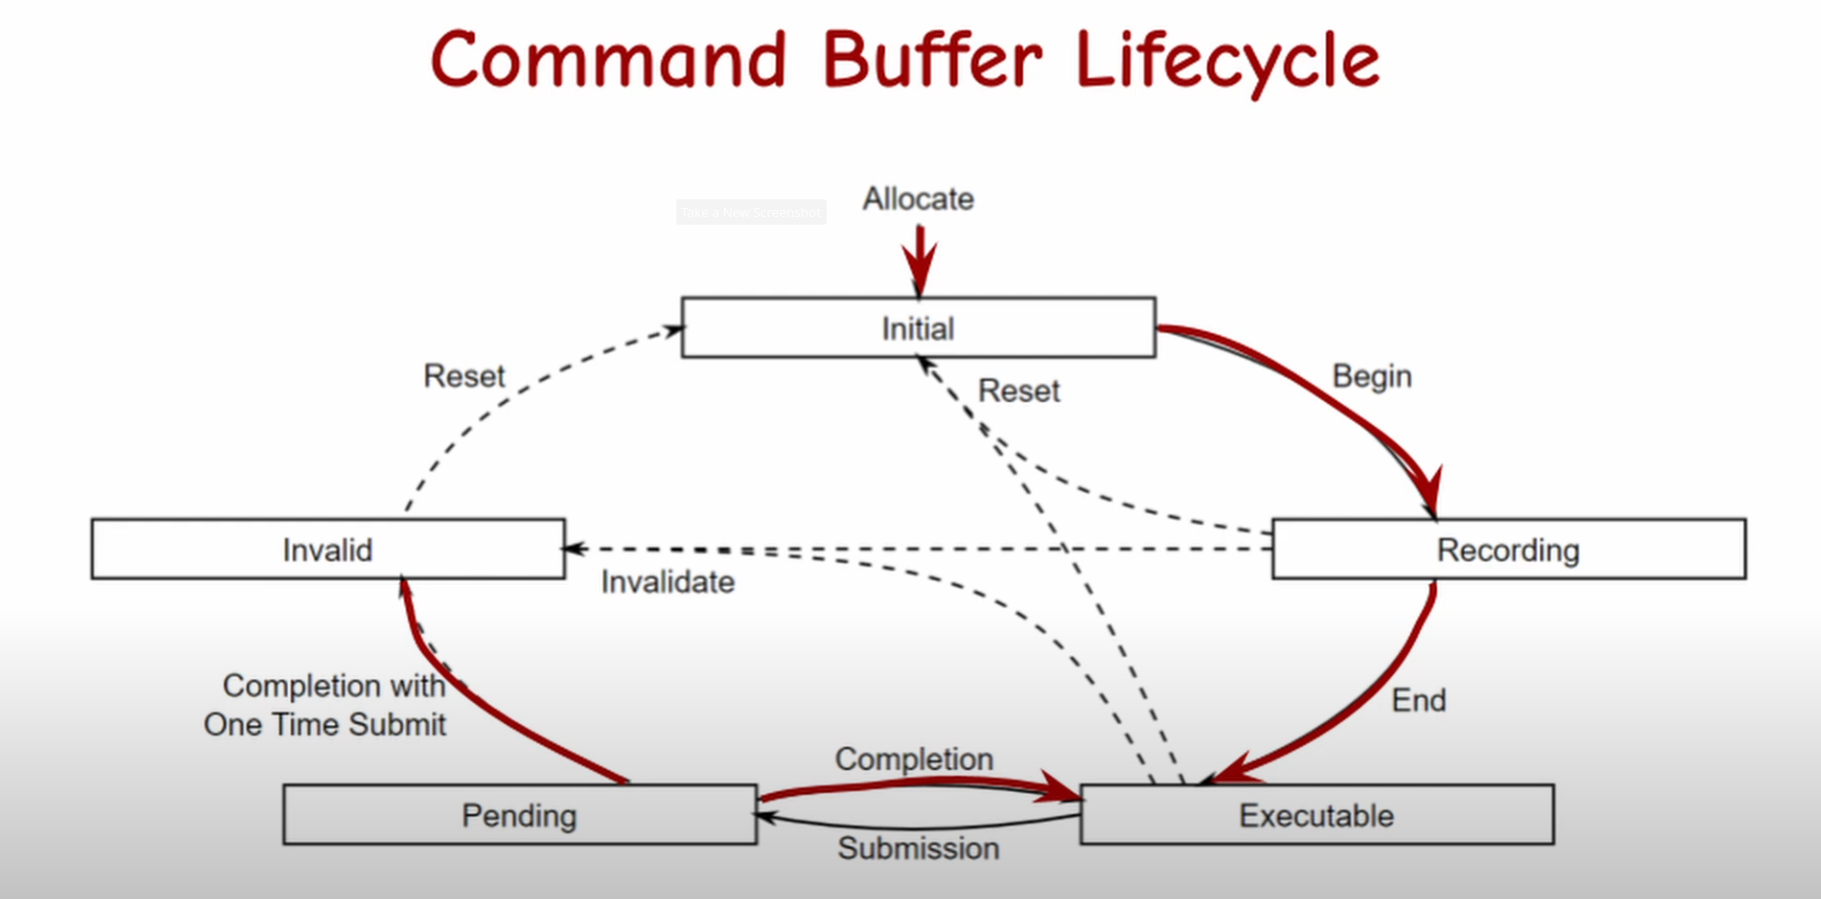 Command Buffer Lifecycle
Allocate
Take a New Screenshot
Initial
Reset
Reset
Begin
Invalid
Recording
Invalidate
Completion with
One Time Submit
End
Completion
Pending
Executable
Submission